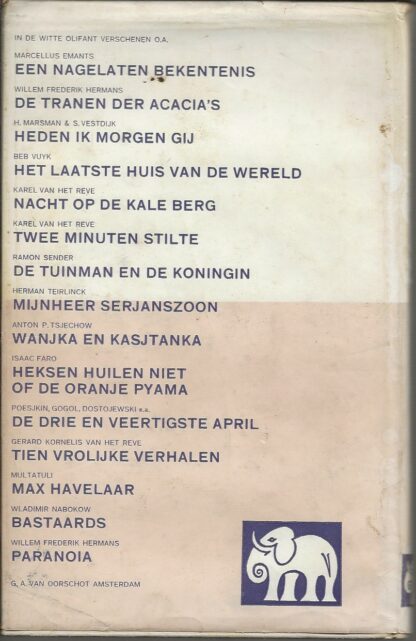 IN DE WITTE OLIFANT VERSCHENEN O.A.
MARCELLUS EMANTS
EEN NAGELATEN BEKENTENIS
WILLEM FREDERIK HERMANS
DE TRANEN DER ACACIA'S
H. MARSMAN & S. VESTDIJK
HEDEN IK MORGEN GIJ
BEB VUYK
HET LAATSTE HUIS VAN DE WERELD
KAREL VAN HET REVE
NACHT OP DE KALE BERG
KAREL VAN HET REVE
TWEE MINUTEN STILTE
RAMON SENDER
DE TUINMAN EN DE KONINGIN
HERMAN TEIRLINCK
MIJNHEER SERJANSZOON
ANTON P. TSJECHOW
WANJKA EN KASJTANKA
ISAAC FARO
HEKSEN HUILEN NIET
OF DE ORANJE PYAMA
POESJKIN, GOGOL, DOSTOJEWSKI e.a.
DE DRIE EN VEERTIGSTE APRIL
GERARD KORNELIS VAN HET REVE
TIEN VROLIJKE VERHALEN
MULTATULI
MAX HAVELAAR
WLADIMIR NABOKOW
BASTAARDS
WILLEM FREDERIK HERMANS
PARANOIA
G. A. VAN OORSCHOT AMSTERDAM